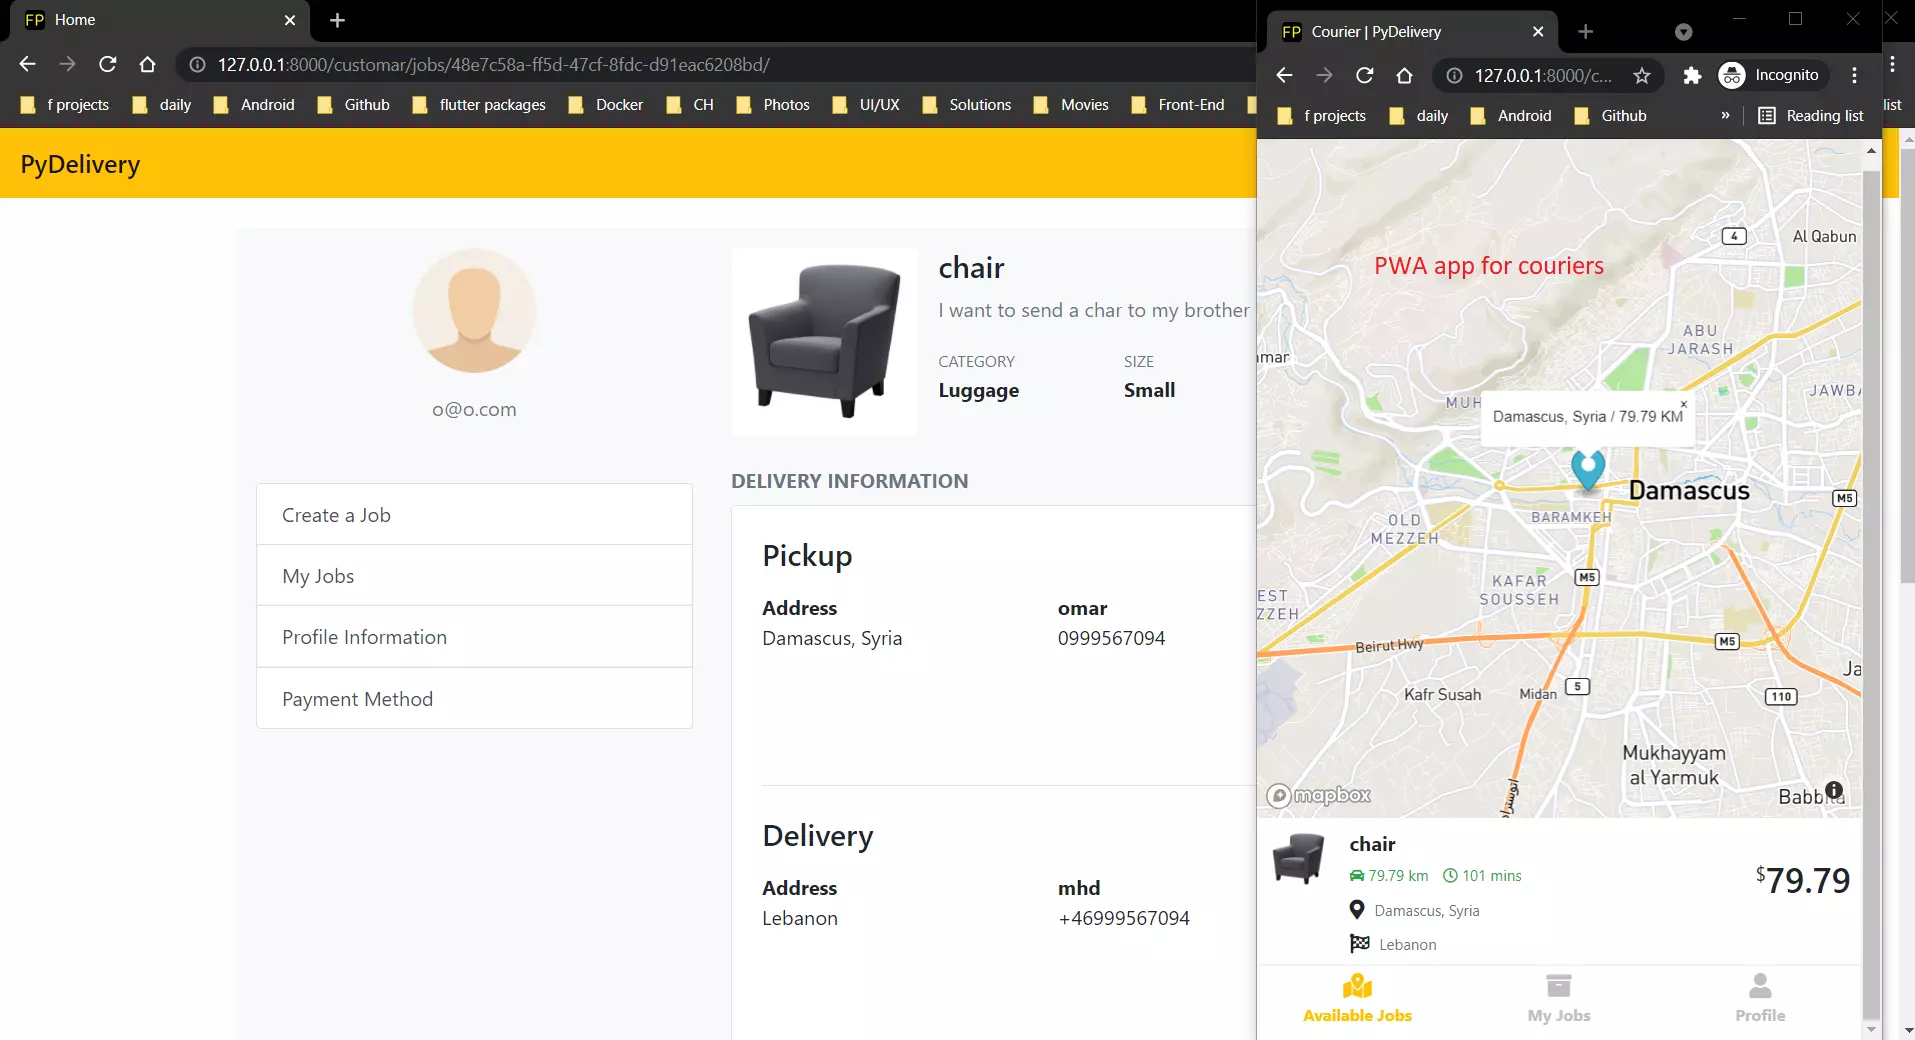 FP Home
127.0.0.1:8000/customar/jobs/48e7c58a-ff5d-47cf-8fdc-d91eac6208bd/
f projects daily Android Github flutter packages Docker CH Photos UI/UX Solutions Movies Front-End
list
PyDelivery
o@o.com
Create a Job
My Jobs
Profile Information
Payment Method
chair
I want to send a char to my brother
CATEGORY SIZE
Luggage Small
DELIVERY INFORMATION
Pickup
Address omar
Damascus, Syria 0999567094
Delivery
Address mhd
Lebanon +46999567094
FP Courier | PyDelivery
127.0.0.1:8000/c... Incognito
f projects daily Android Github » Reading list
4 Al Qabun
PWA app for couriers
ABU
JARASH
mar
JAWBA
MUH
Damascus, Syria / 79.79 KM ×
Damascus
M5
BARAMKEH
OLD
MEZZEH
KAFAR
SOUSSEH
M5
EST
ZZEH
Beirut Hwy
M5
Ja
Kafr Susah Midan 5
110
Mukhayyam
al Yarmuk
mapbox
chair
79.79 km 101 mins
$79.79
Damascus, Syria
Lebanon
Available Jobs My Jobs Profile